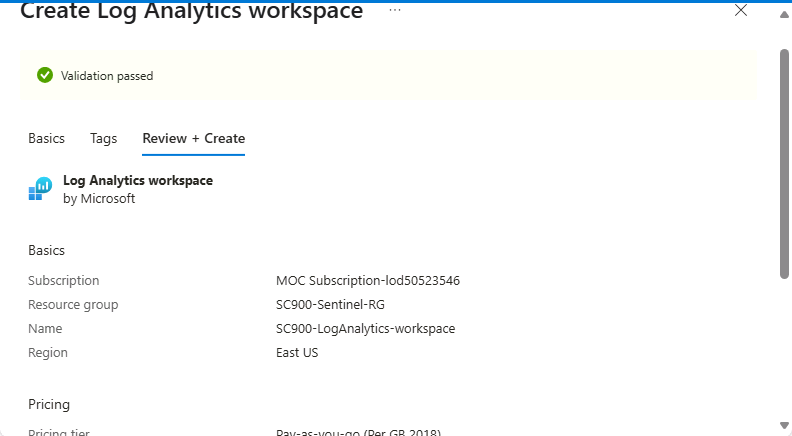 Create Log Analytics workspace ...
Validation passed
Basics Tags Review + Create
Log Analytics workspace
by Microsoft
Basics
Subscription MOC Subscription-lod50523546
Resource group SC900-Sentinel-RG
Name SC900-LogAnalytics-workspace
Region East US
Pricing
Pricing tier Pay-as-you-go (Per GB 2018)